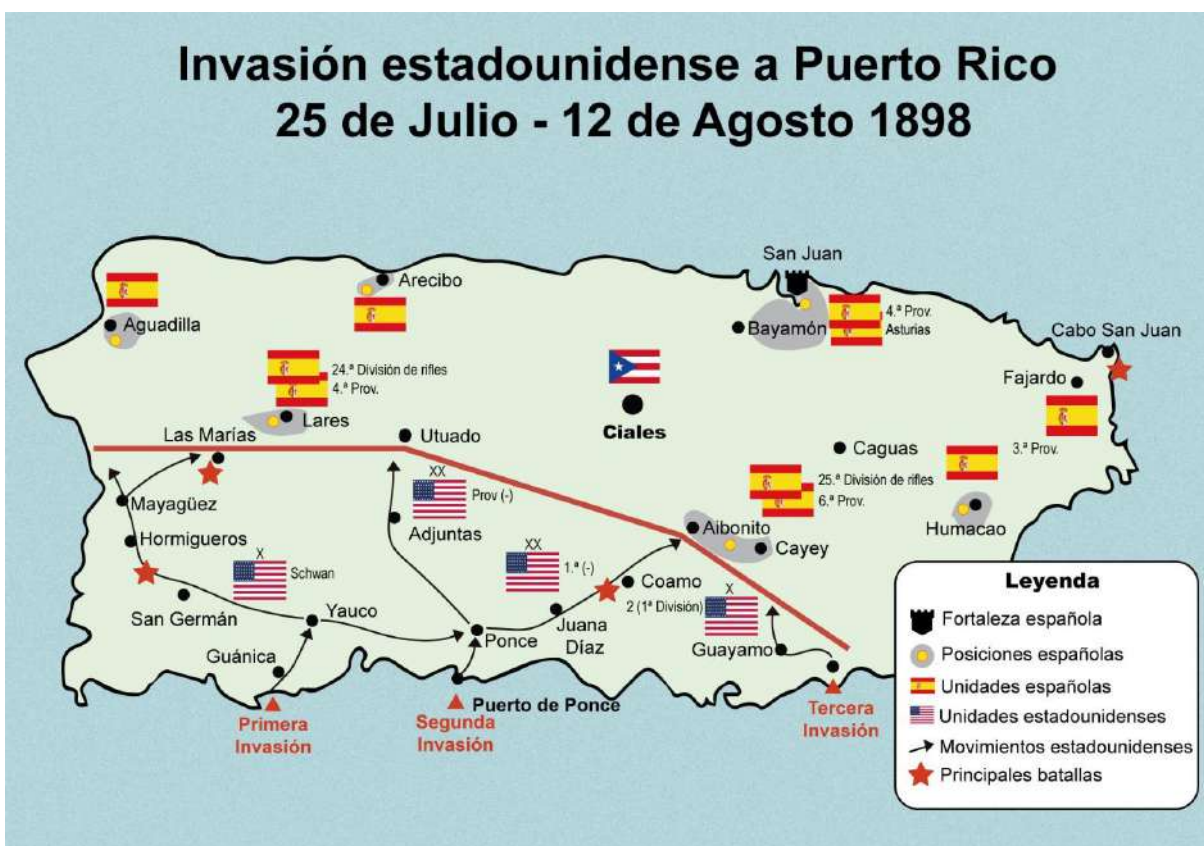 Invasión estadounidense a Puerto Rico
25 de Julio - 12 de Agosto 1898
San Juan
Arecibo
Aguadilla
Bayamón
4.ª Prov.
Asturias
Cabo San Juan
Fajardo
24.ª División de rifles
4.ª Prov.
Lares
Ciales
Las Marías
Utuado
Caguas
3.ª Prov.
XX
Prov (-)
25.ª División de rifles
6.ª Prov.
Mayagüez
Adjuntas
Aibonito
Cayey
Humacao
Hormigueros
X
Schwan
XX
1.ª (-)
Coamo
2 (1ª División)
X
San Germán
Yauco
Juana
Díaz
Ponce
Guayamo
Guánica
Puerto de Ponce
Primera
Invasión
Segunda
Invasión
Tercera
Invasión
Leyenda
Fortaleza española
Posiciones españolas
Unidades españolas
Unidades estadounidenses
Movimientos estadounidenses
Principales batallas